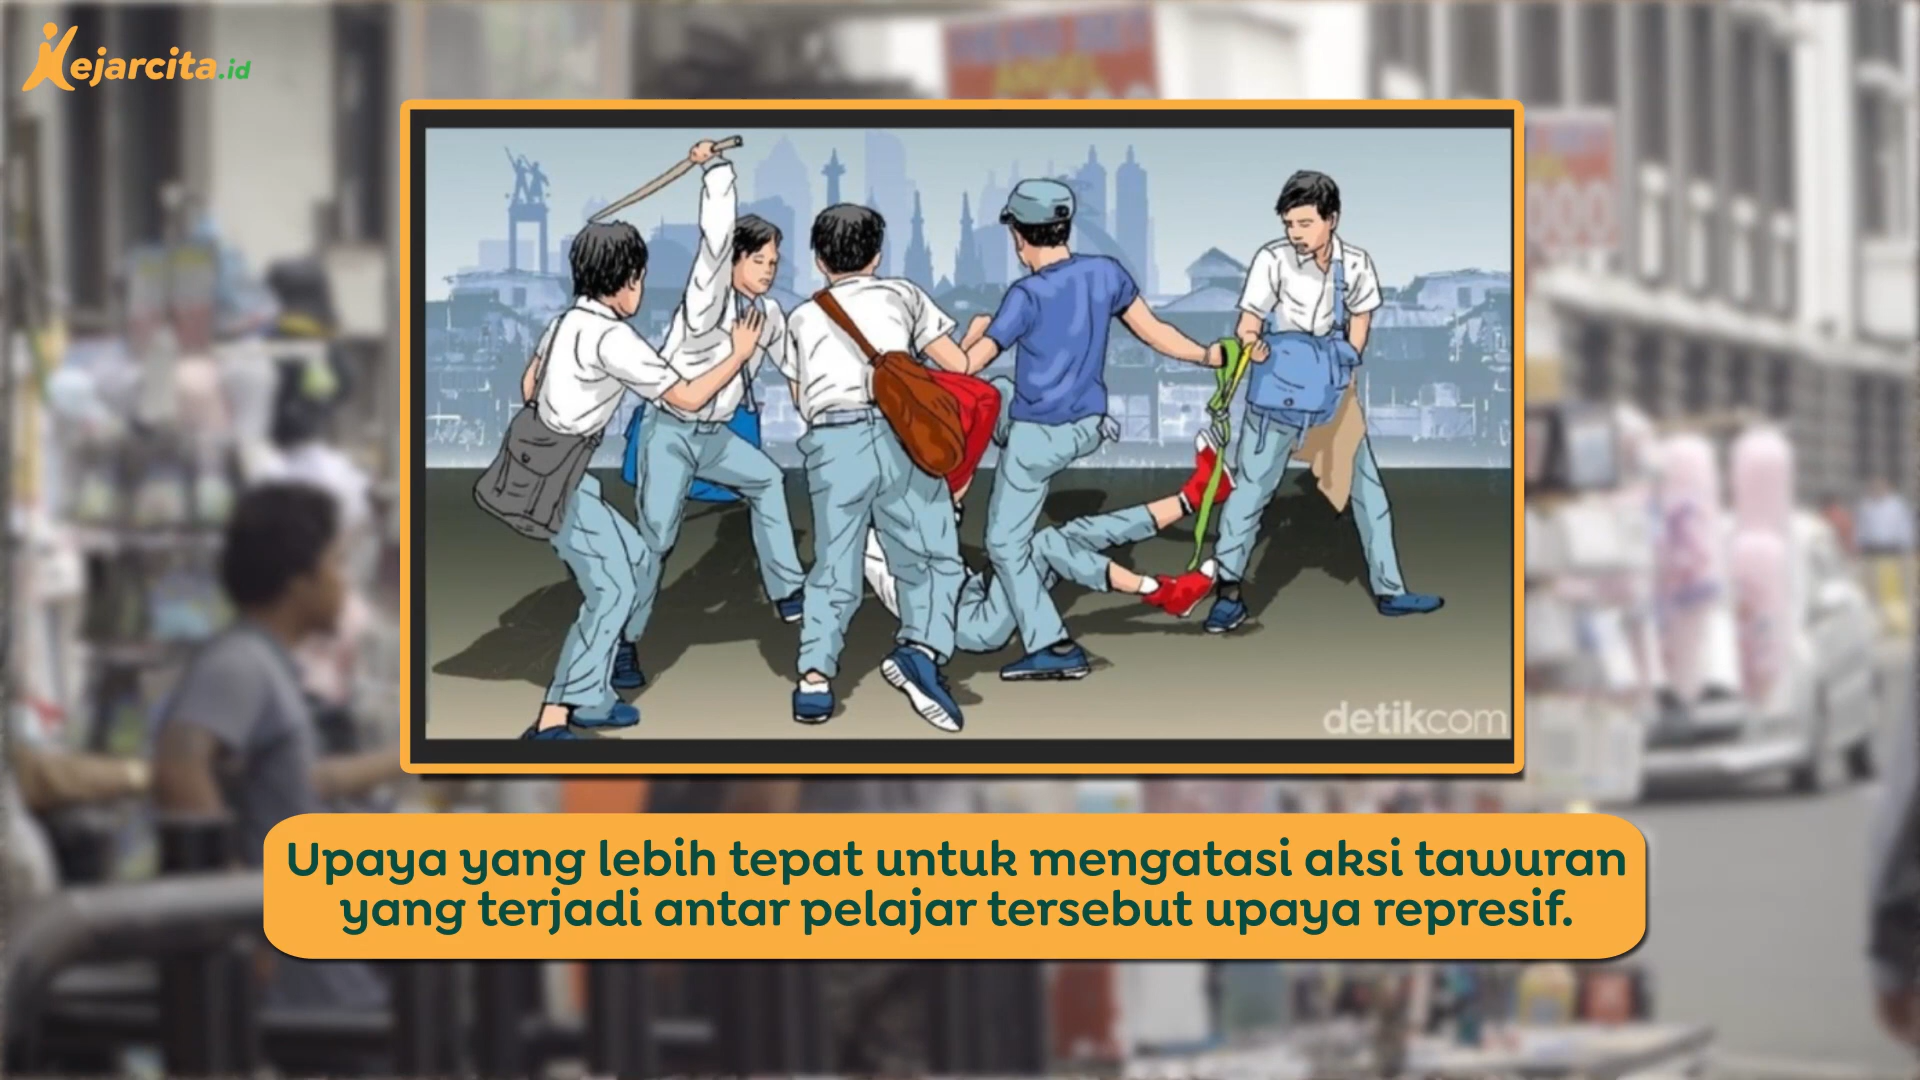 Kejarcita.id
detikcom
Upaya yang lebih tepat untuk mengatasi aksi tawuran
yang terjadi antar pelajar tersebut upaya represif.